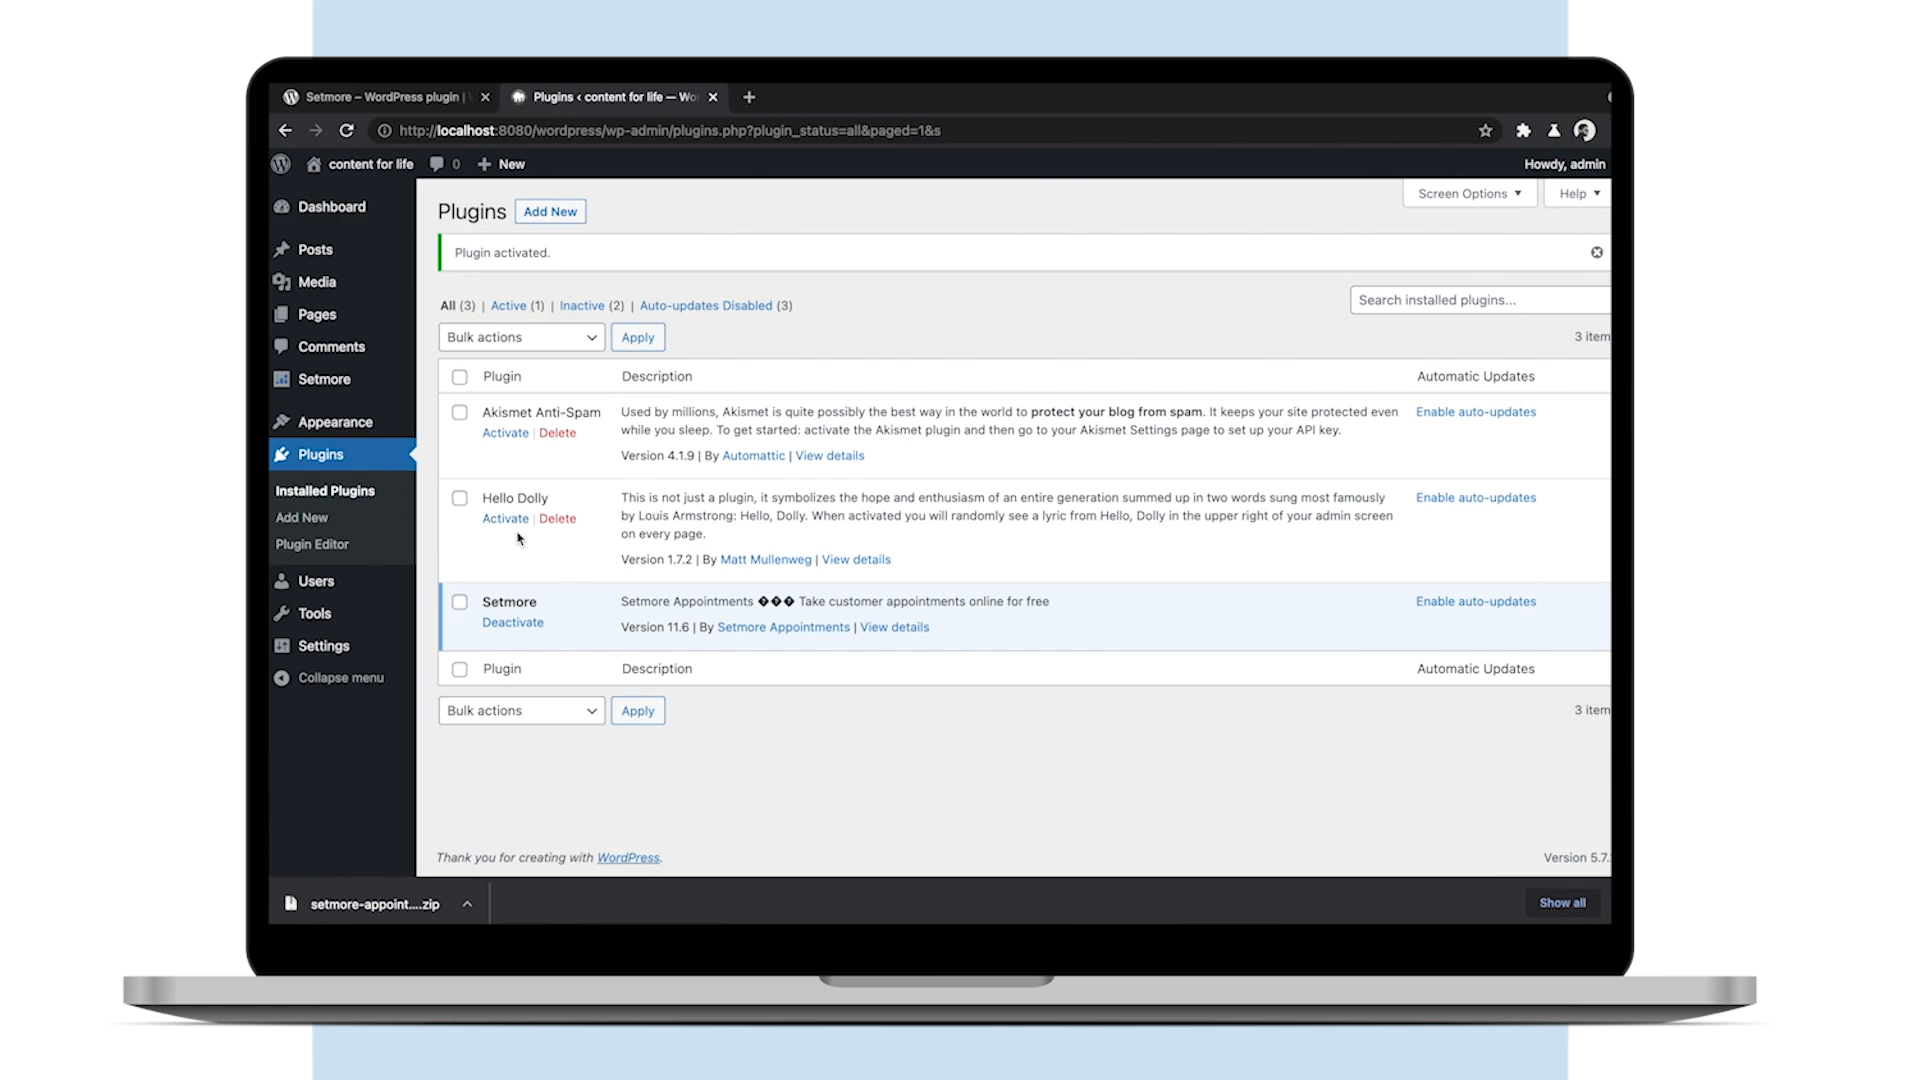 Setmore – WordPress plugin |
Plugins ‹ content for life — Wo
http://localhost:8080/wordpress/wp-admin/plugins.php?plugin_status=all&paged=1&s
content for life 0 + New
Howdy, admin
Dashboard
Posts
Media
Pages
Comments
Setmore
Appearance
Plugins
Installed Plugins
Add New
Plugin Editor
Users
Tools
Settings
Collapse menu
Screen Options
Help
Plugins Add New
Plugin activated.
All (3) | Active (1) | Inactive (2) | Auto-updates Disabled (3)
Search installed plugins...
Bulk actions Apply
3 item
Plugin Description Automatic Updates
Akismet Anti-Spam
Activate | Delete
Used by millions, Akismet is quite possibly the best way in the world to protect your blog from spam. It keeps your site protected even
while you sleep. To get started: activate the Akismet plugin and then go to your Akismet Settings page to set up your API key.
Version 4.1.9 | By Automattic | View details
Enable auto-updates
Hello Dolly
Activate | Delete
This is not just a plugin, it symbolizes the hope and enthusiasm of an entire generation summed up in two words sung most famously
by Louis Armstrong: Hello, Dolly. When activated you will randomly see a lyric from Hello, Dolly in the upper right of your admin screen
on every page.
Version 1.7.2 | By Matt Mullenweg | View details
Enable auto-updates
Setmore
Deactivate
Setmore Appointments ��� Take customer appointments online for free
Version 11.6 | By Setmore Appointments | View details
Enable auto-updates
Plugin Description Automatic Updates
Bulk actions Apply
3 item
Thank you for creating with WordPress.
Version 5.7.
setmore-appoint....zip
Show all